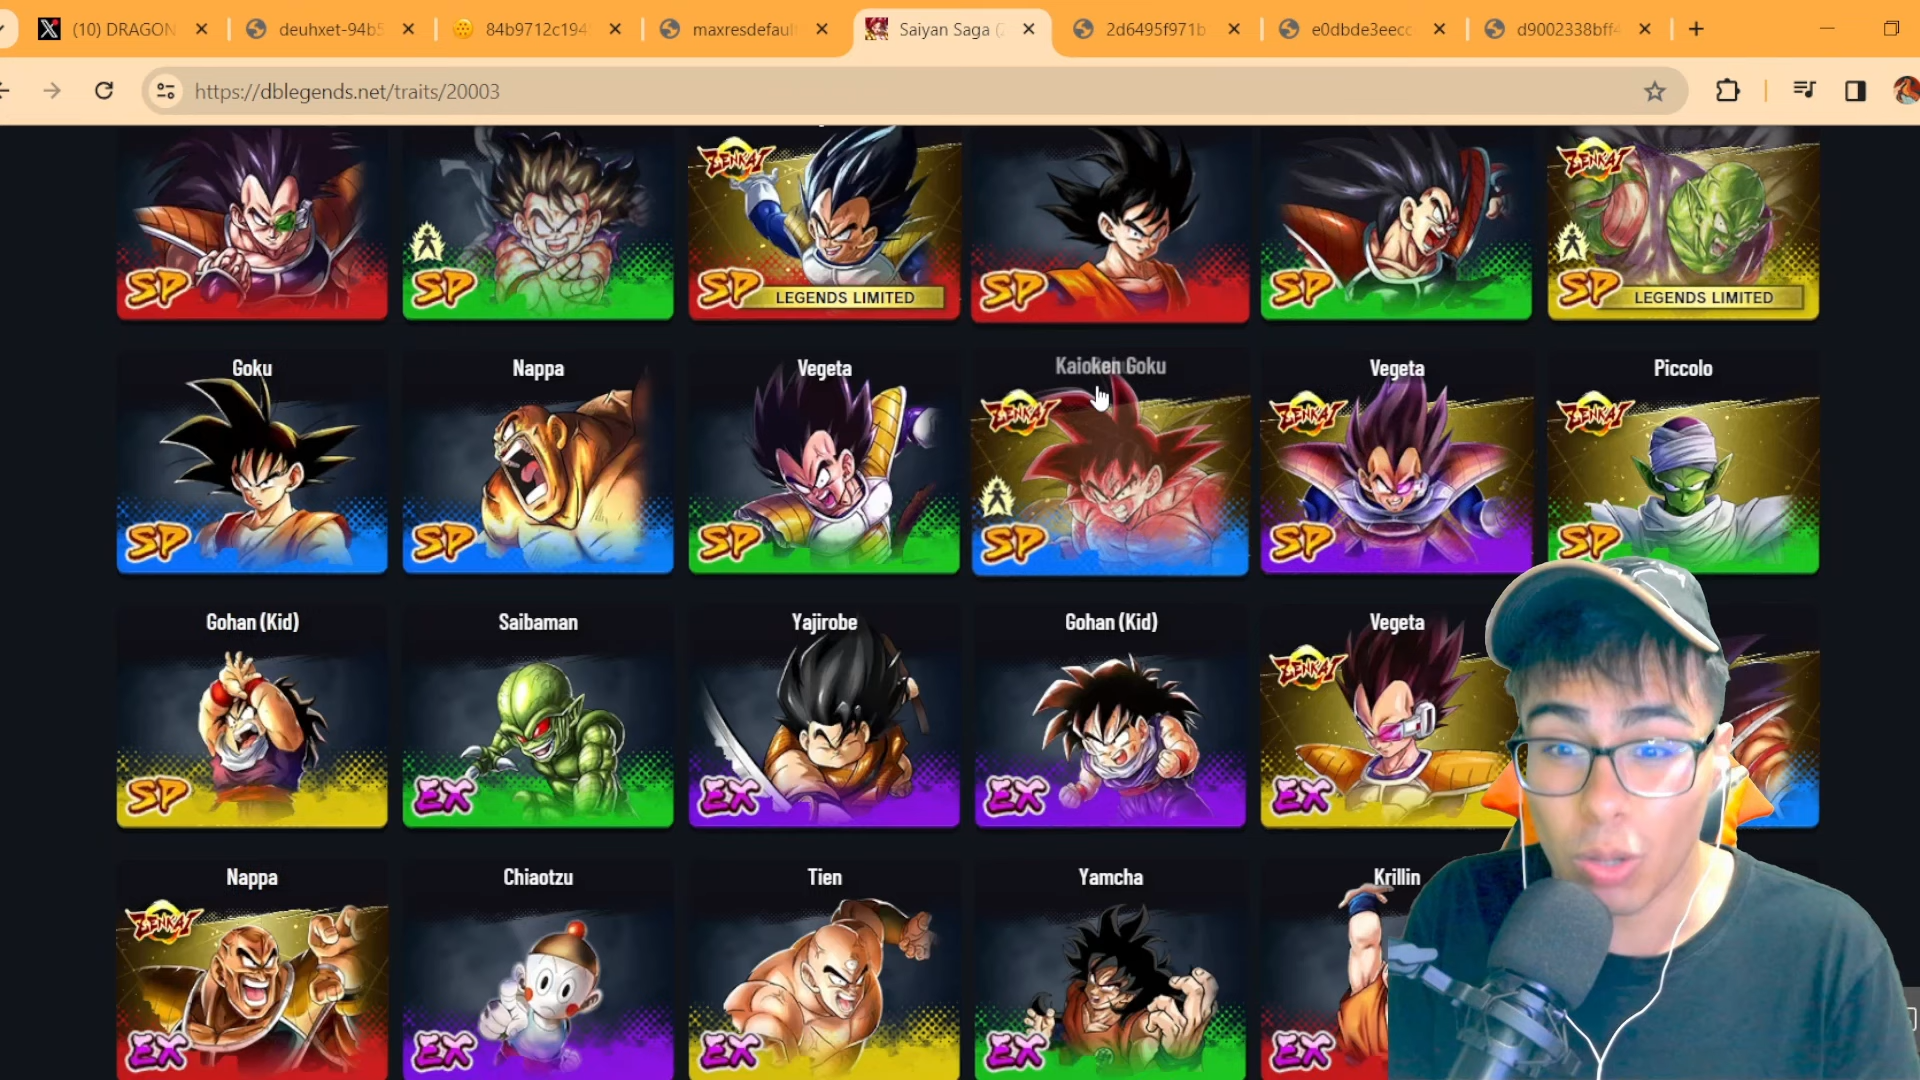 (10) DRAGON
deuhxet-94b5
84b9712c194
maxresdefaul
Saiyan Saga (
2d6495f971b
e0dbde3eecc
d9002338bff4
https://dblegends.net/traits/20003
SP
SP
ZENKAI
SP
LEGENDS LIMITED
SP
SP
ZENKAI
SP
LEGENDS LIMITED
Goku
SP
Nappa
SP
Vegeta
SP
Kaioken Goku
ZENKAI
SP
Vegeta
ZENKAI
SP
Piccolo
ZENKAI
SP
Gohan (Kid)
SP
Saibaman
EX
Yajirobe
EX
Gohan (Kid)
EX
Vegeta
ZENKAI
EX
Nappa
ZENKAI
EX
Chiaotzu
EX
Tien
EX
Yamcha
EX
Krillin
EX